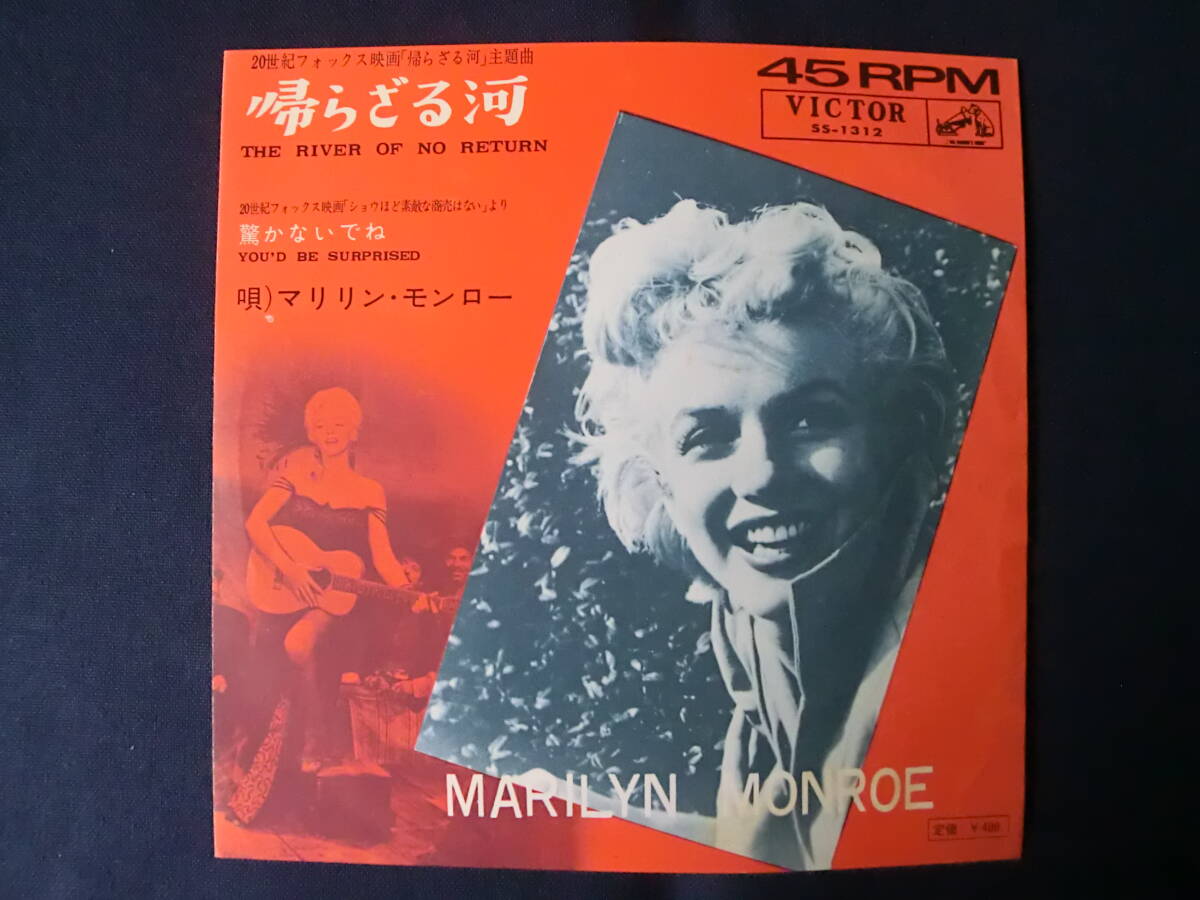 20世紀フォックス映画「帰らざる河」主題曲
帰らざる河
THE RIVER OF NO RETURN
20世紀フォックス映画「ショウほど素敵な商売はない」より
驚かないでね
YOU'D BE SURPRISED
唄)マリリン・モンロー
45 RPM
VICTOR
SS-1312
MARILYN MONROE
定価